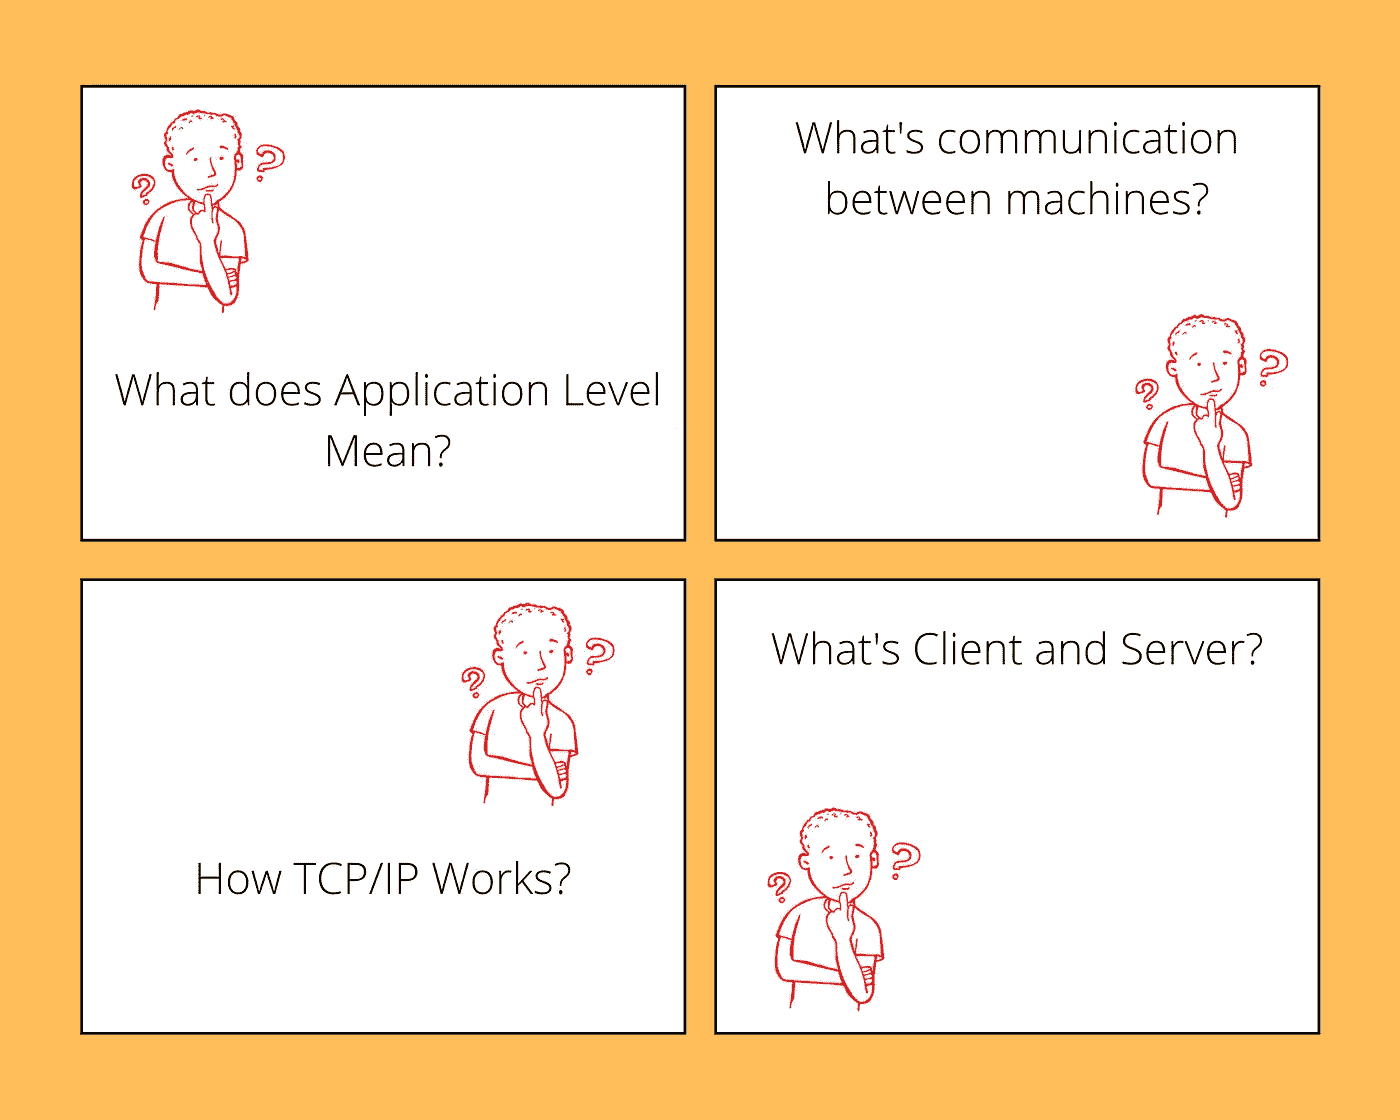 What does Application Level
Mean?
What's communication
between machines?
How TCP/IP Works?
What's Client and Server?